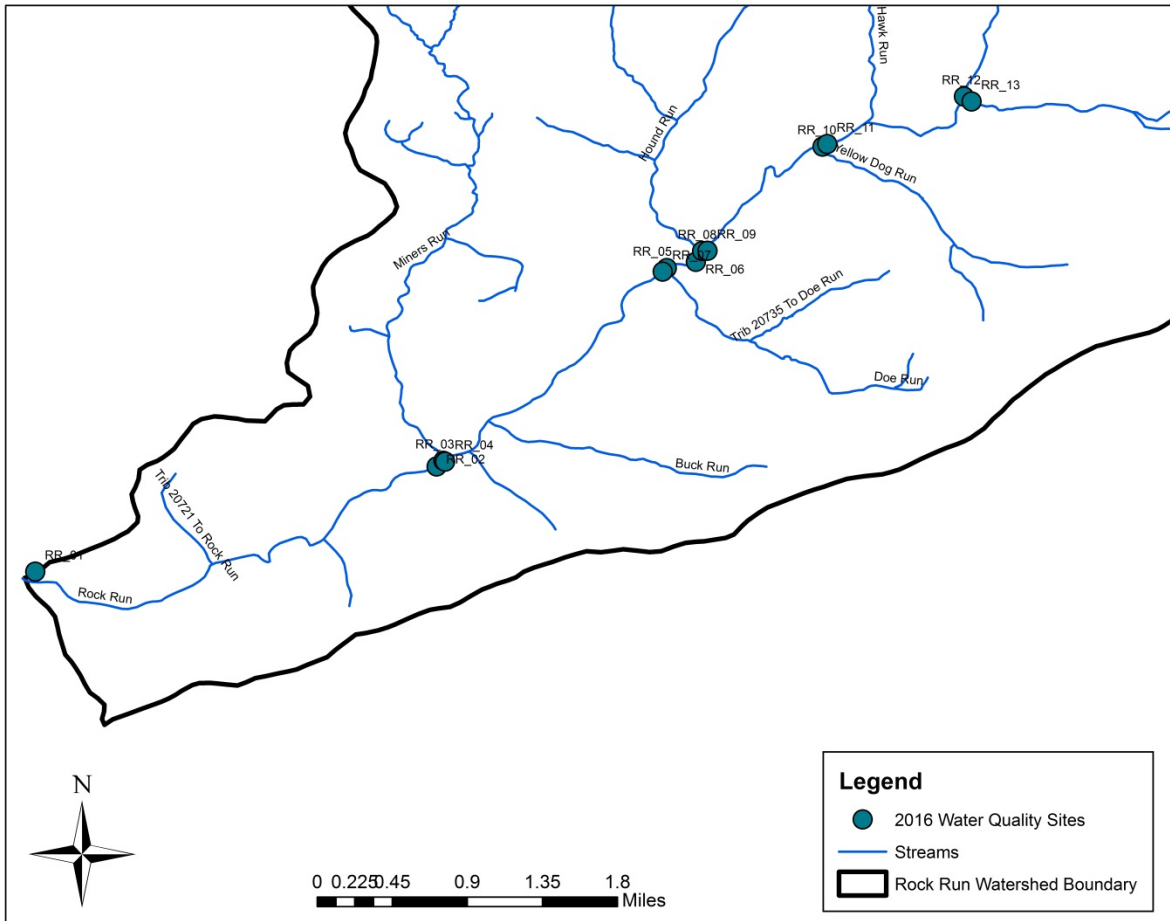 Hawk Run
RR_12
RR_13
RR_10
RR_11
Hound Run
Yellow Dog Run
RR_08
RR_09
RR_05
RR_07
RR_06
Miners Run
Trib 20735 To Doe Run
Doe Run
RR_03
RR_04
RR_02
Buck Run
Trib 20721 To Rock Run
RR_01
Rock Run
N
0 0.225 0.45 0.9 1.35 1.8
Miles
Legend
2016 Water Quality Sites
Streams
Rock Run Watershed Boundary